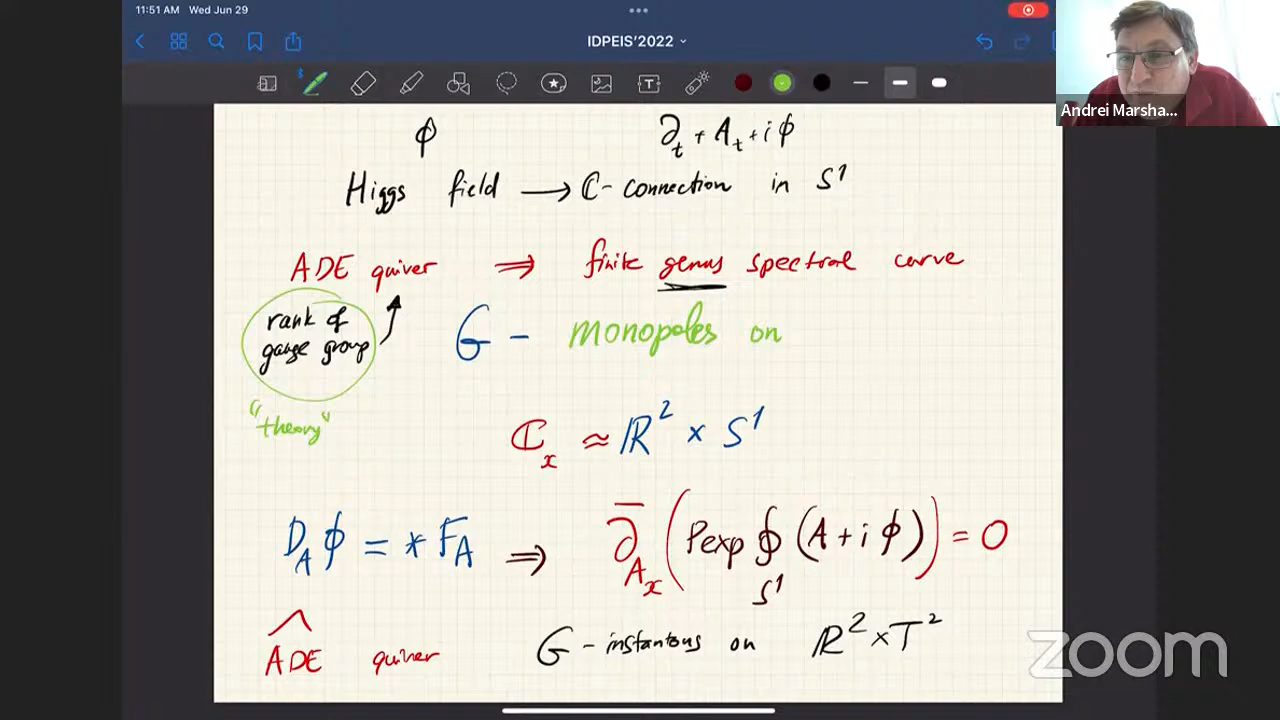 11:51 AM Wed Jun 29
IDPEIS'2022
Andrei Marsha...
ϕ ∂_t + A_t + i ϕ
Higgs field ⟶ ℂ - connection in S¹
ADE quiver ⟹ finite genus spectral curve
rank of
gauge group
G - monopoles on
"theory"
ℂ_x ≈ ℝ² × S¹
D_A ϕ = * F_A ⟹ ∂̄_{A_x} ( Pexp ∮_{S¹} (A + i ϕ) ) = 0
^
ADE quiver G - instantons on ℝ² × T²
zoom